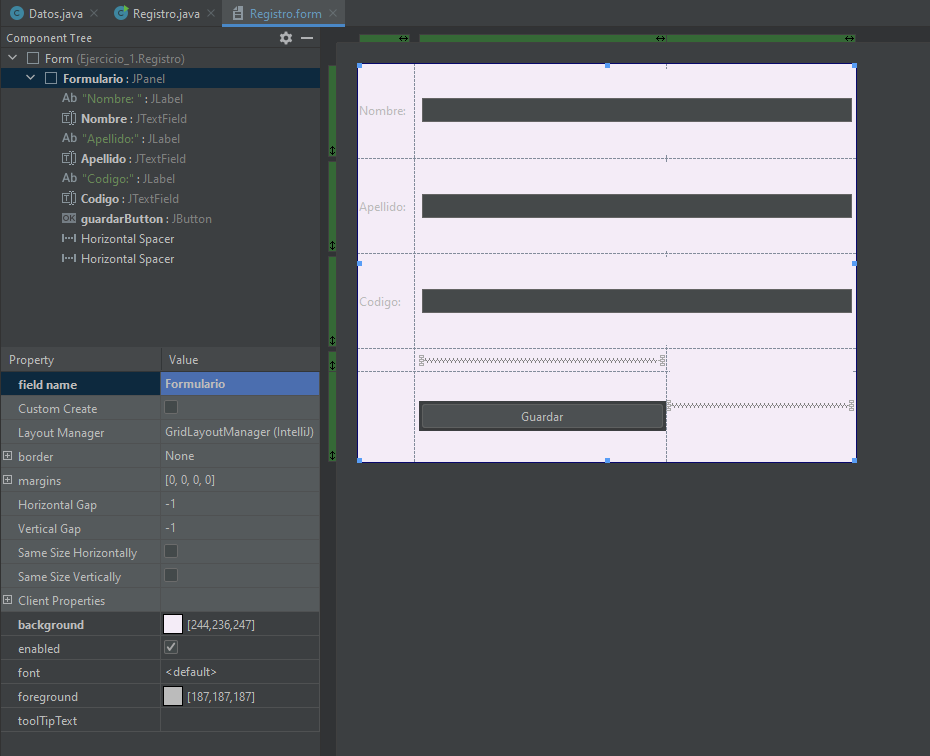 Datos.java
Registro.java
Registro.form
Component Tree
Form (Ejercicio_1.Registro)
Formulario : JPanel
Ab "Nombre: " : JLabel
Nombre : JTextField
Ab "Apellido:" : JLabel
Apellido : JTextField
Ab "Codigo:" : JLabel
Codigo : JTextField
OK guardarButton : JButton
Horizontal Spacer
Horizontal Spacer
Property Value
field name Formulario
Custom Create
Layout Manager GridLayoutManager (IntelliJ)
border None
margins [0, 0, 0, 0]
Horizontal Gap -1
Vertical Gap -1
Same Size Horizontally
Same Size Vertically
Client Properties
background [244,236,247]
enabled
font <default>
foreground [187,187,187]
toolTipText
Nombre:
Apellido:
Codigo:
Guardar